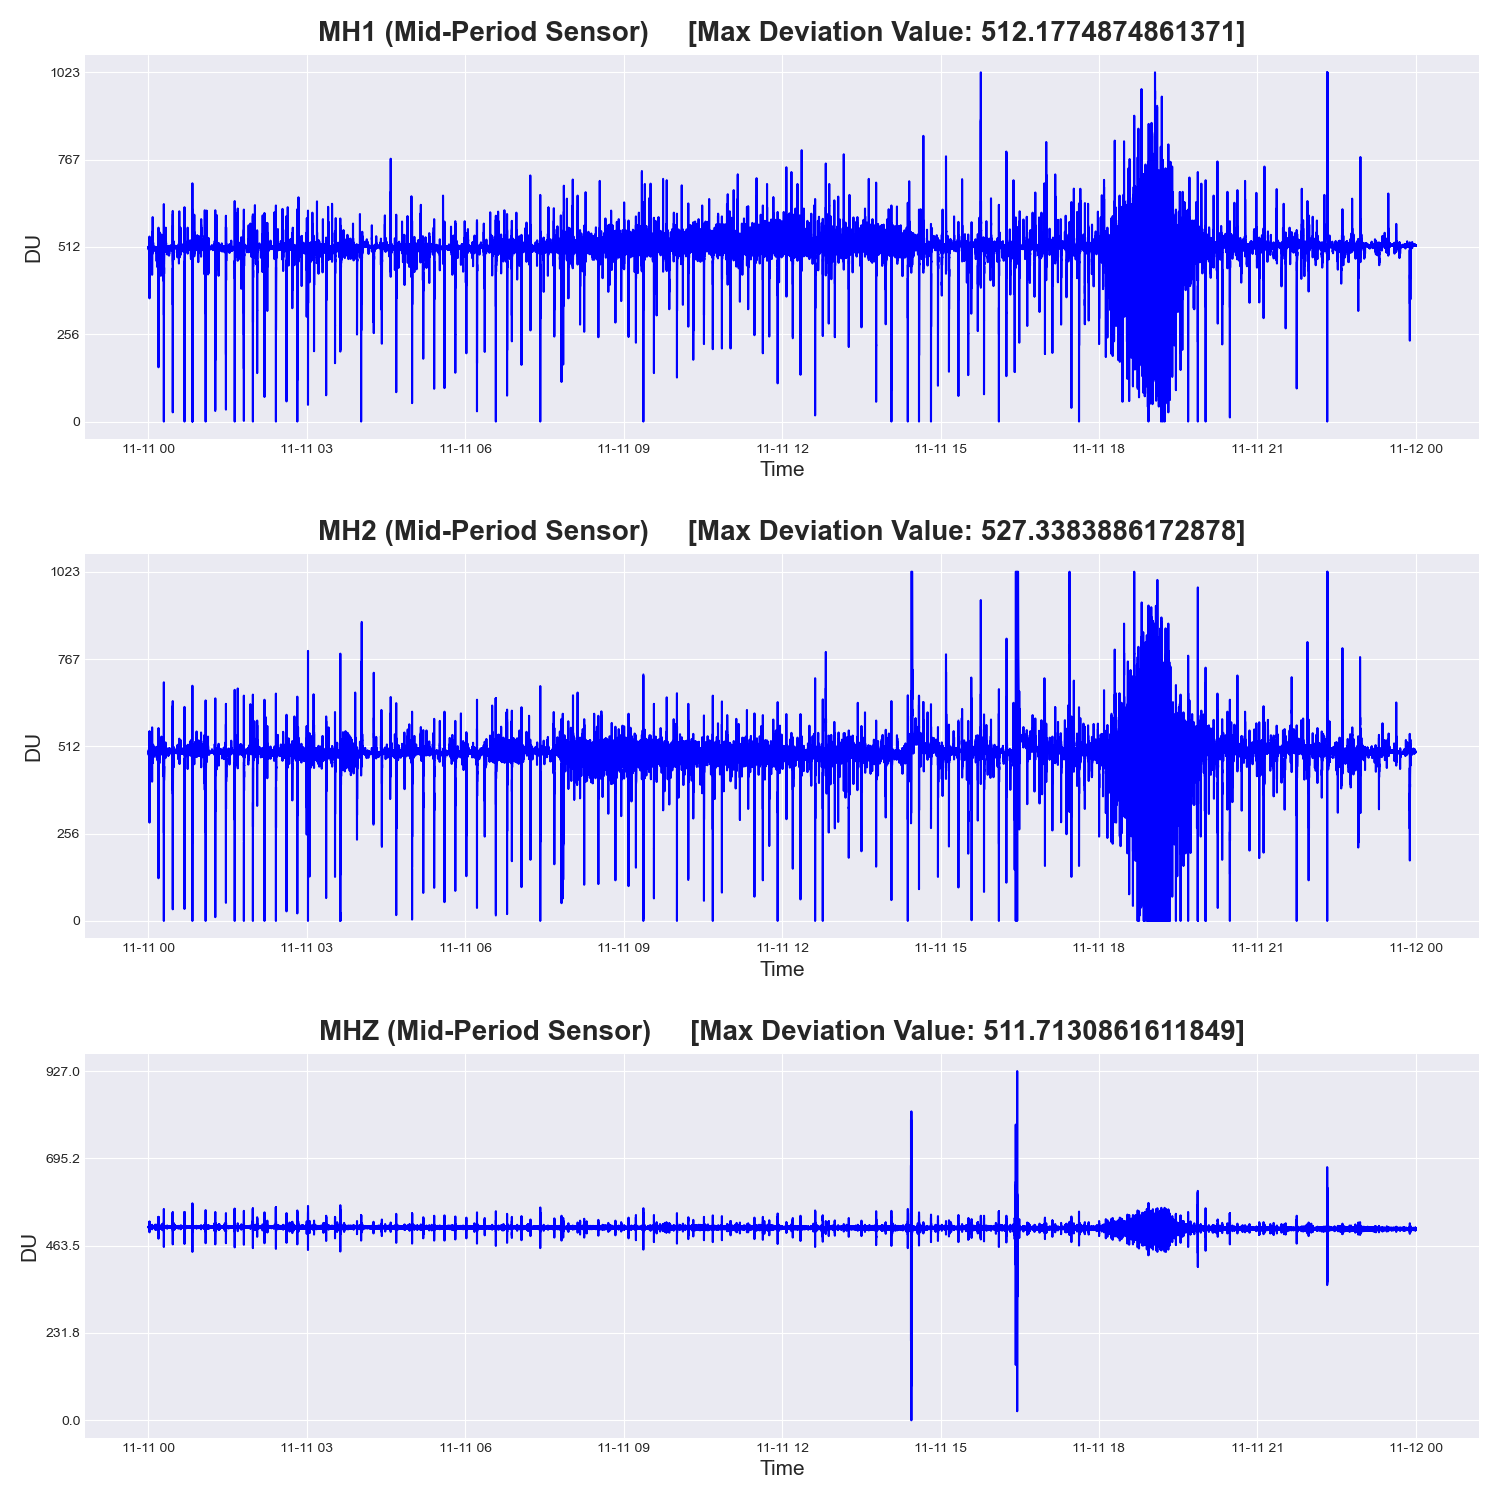 MH1 (Mid-Period Sensor) [Max Deviation Value: 512.1774874861371]
1023
767
512
256
0
DU
11-11 00 11-11 03 11-11 06 11-11 09 11-11 12 11-11 15 11-11 18 11-11 21 11-12 00
Time
MH2 (Mid-Period Sensor) [Max Deviation Value: 527.3383886172878]
1023
767
512
256
0
DU
11-11 00 11-11 03 11-11 06 11-11 09 11-11 12 11-11 15 11-11 18 11-11 21 11-12 00
Time
MHZ (Mid-Period Sensor) [Max Deviation Value: 511.7130861611849]
927.0
695.2
463.5
231.8
0.0
DU
11-11 00 11-11 03 11-11 06 11-11 09 11-11 12 11-11 15 11-11 18 11-11 21 11-12 00
Time